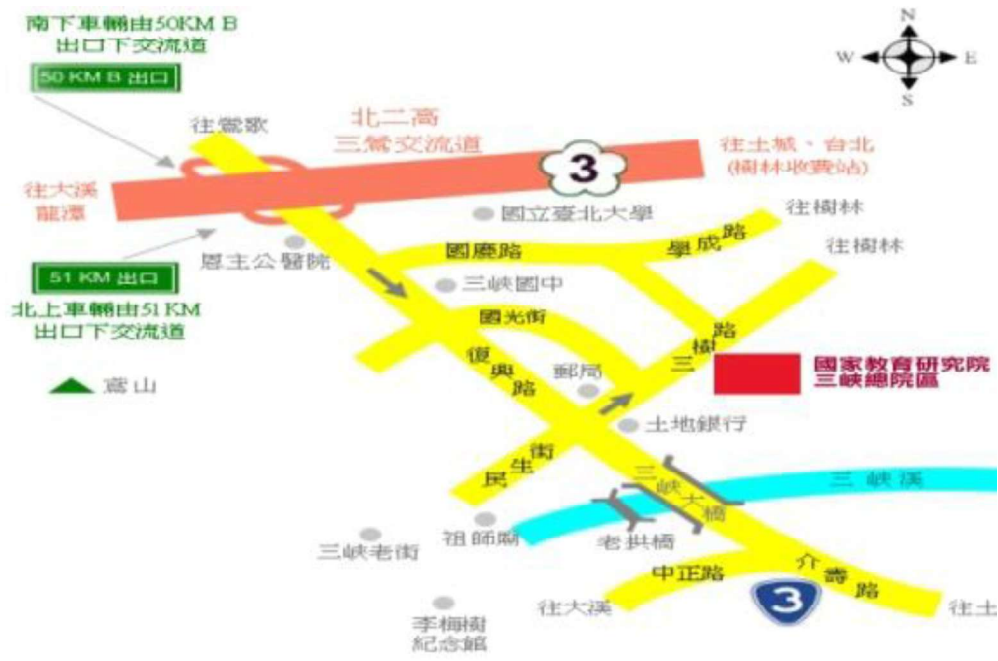 南下車輛由50KM B
出口下交流道
50 KM B 出口
N
W
E
S
往鶯歌
北二高
三鶯交流道
3
往土城、台北
(樹林收費站)
往大溪
龍潭
國立臺北大學
往樹林
往樹林
恩主公醫院
國慶路
學成路
51 KM 出口
北上車輛由51KM
出口下交流道
三峽國中
國光街
復興路
三樹路
郵局
國家教育研究院
三峽總院區
鳶山
土地銀行
民生街
三峽大橋
三峽溪
三峽老街
祖師廟
老拱橋
中正路
介壽路
3
往大溪
往土
李梅樹
紀念館